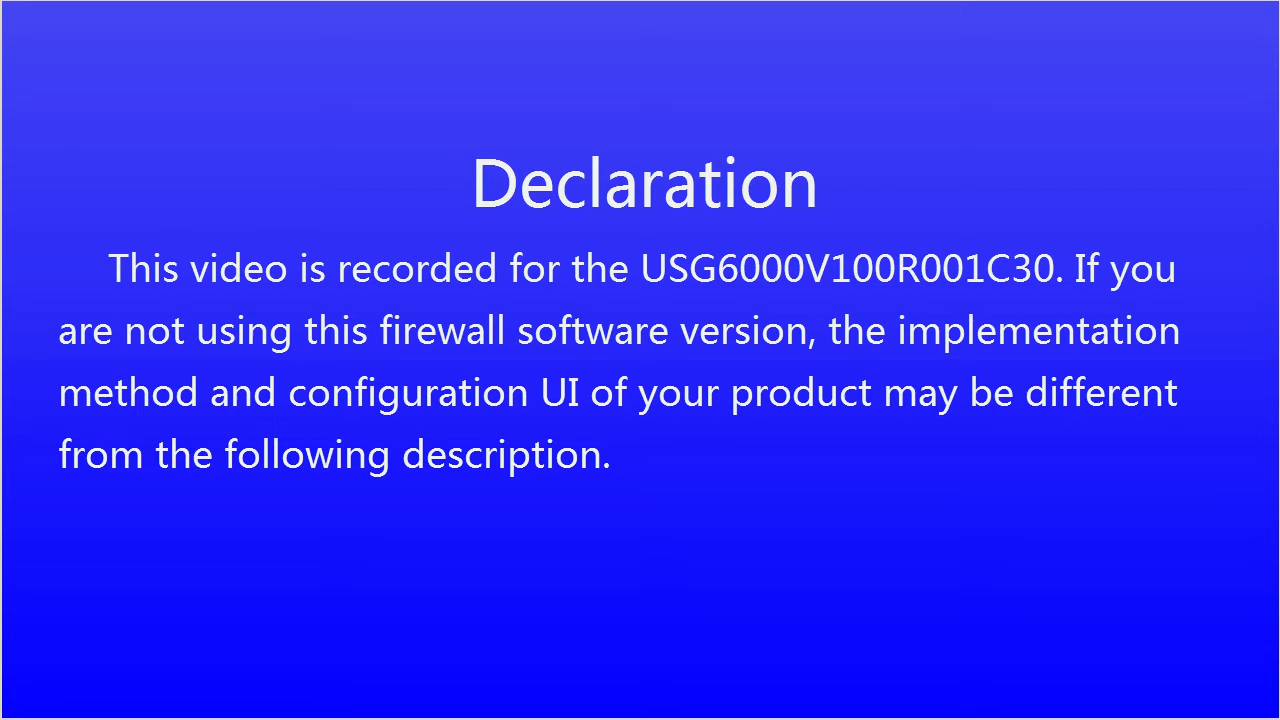 Declaration
This video is recorded for the USG6000V100R001C30. If you
are not using this firewall software version, the implementation
method and configuration UI of your product may be different
from the following description.